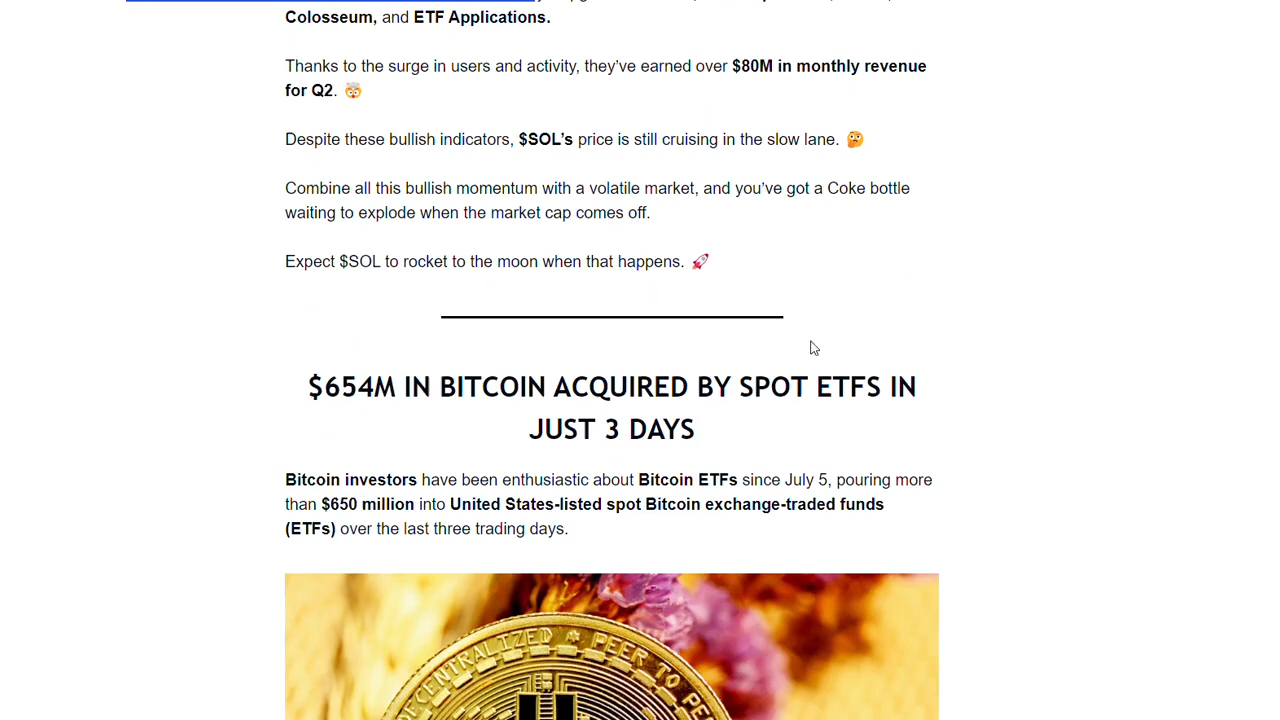 Colosseum, and ETF Applications.
Thanks to the surge in users and activity, they’ve earned over $80M in monthly revenue
for Q2. 🤯
Despite these bullish indicators, $SOL’s price is still cruising in the slow lane. 🤔
Combine all this bullish momentum with a volatile market, and you’ve got a Coke bottle
waiting to explode when the market cap comes off.
Expect $SOL to rocket to the moon when that happens. 🚀
$654M IN BITCOIN ACQUIRED BY SPOT ETFS IN
JUST 3 DAYS
Bitcoin investors have been enthusiastic about Bitcoin ETFs since July 5, pouring more
than $650 million into United States-listed spot Bitcoin exchange-traded funds
(ETFs) over the last three trading days.
DECENTRALIZED * PEER TO PE